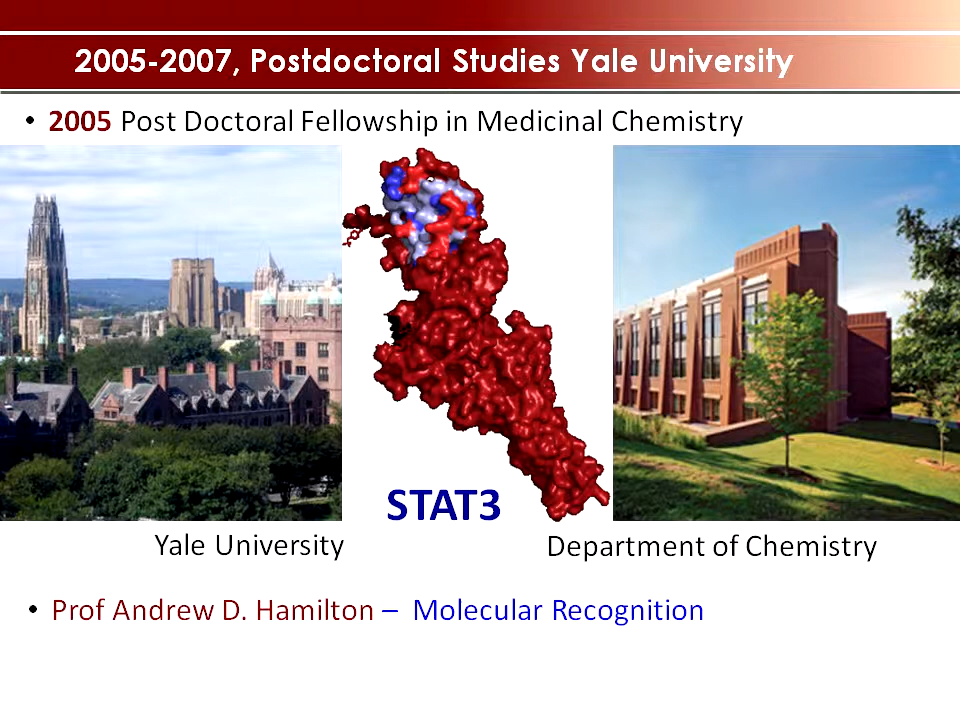 2005-2007, Postdoctoral Studies Yale University
• 2005 Post Doctoral Fellowship in Medicinal Chemistry
STAT3
Yale University
Department of Chemistry
• Prof Andrew D. Hamilton – Molecular Recognition